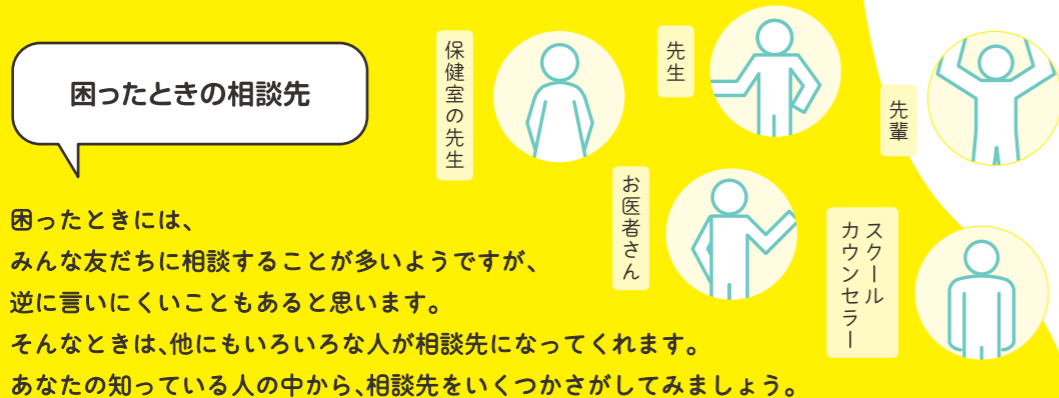 困ったときの相談先
保健室の先生
先生
先輩
お医者さん
スクール
カウンセラー
困ったときには、
みんな友だちに相談することが多いようですが、
逆に言いにくいこともあると思います。
そんなときは、他にもいろいろな人が相談先になってくれます。
あなたの知っている人の中から、相談先をいくつかさがしてみましょう。